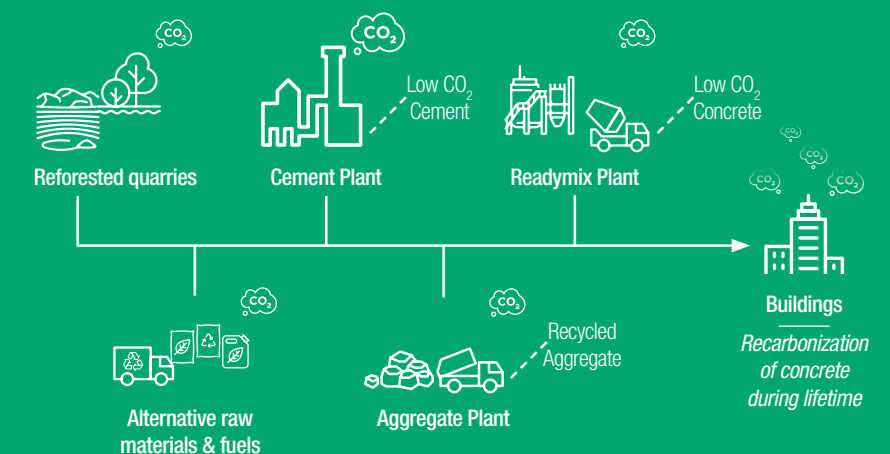 CO₂
CO₂
CO₂
Low CO₂
Cement
Low CO₂
Concrete
Reforested quarries
Cement Plant
Readymix Plant
CO₂
CO₂
CO₂
CO₂
Buildings
Recarbonization
of concrete
during lifetime
CO₂
CO₂
Recycled
Aggregate
Alternative raw
materials & fuels
Aggregate Plant